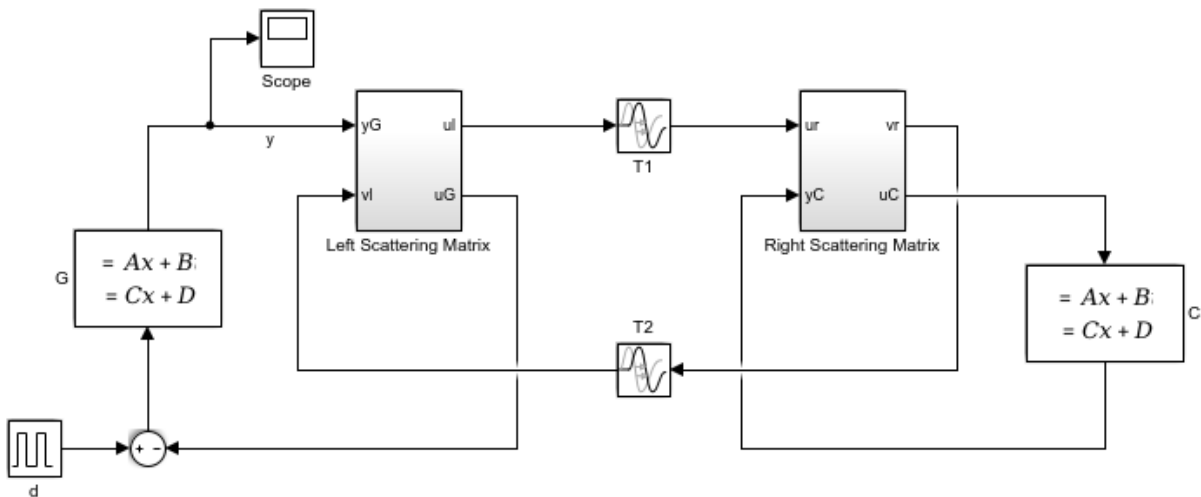 Scope
y
yG ul
vl uG
Left Scattering Matrix
T1
ur vr
yC uC
Right Scattering Matrix
G
= Ax + B
= Cx + D
T2
= Ax + B
= Cx + D
C
+ −
d